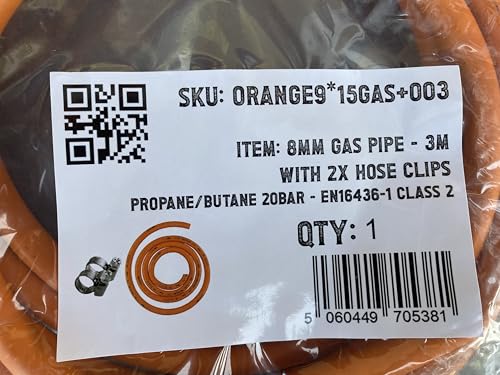 SKU: ORANGE9*15GAS+003
ITEM: 8MM GAS PIPE - 3M
WITH 2X HOSE CLIPS
PROPANE/BUTANE 20BAR - EN16436-1 CLASS 2
QTY: 1
5 060449 705381